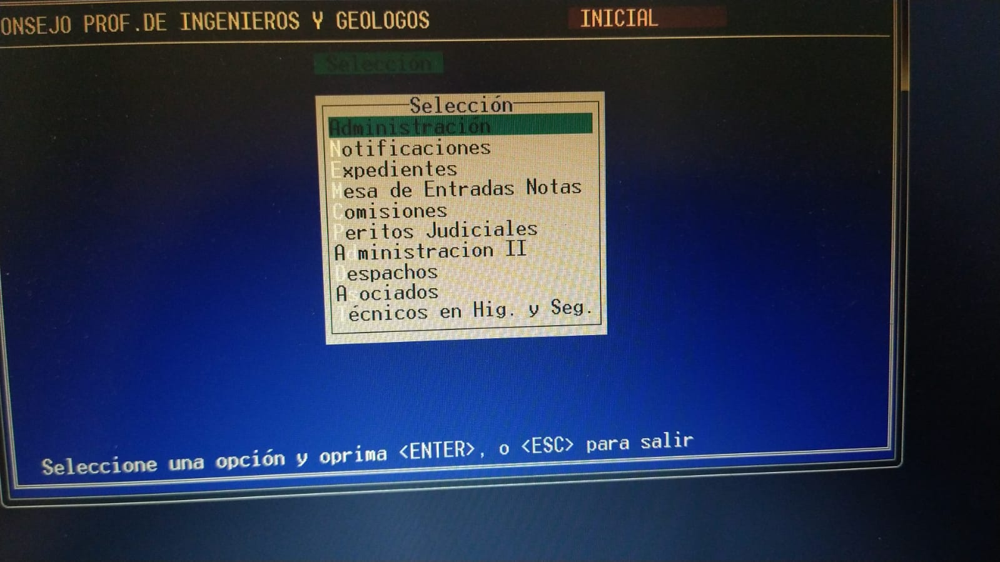 ONSEJO PROF.DE INGENIEROS Y GEOLOGOS INICIAL
Selección
Selección
Administración
Notificaciones
Expedientes
Mesa de Entradas Notas
Comisiones
Peritos Judiciales
Administracion II
Despachos
Asociados
Técnicos en Hig. y Seg.
Seleccione una opción y oprima <ENTER>, o <ESC> para salir